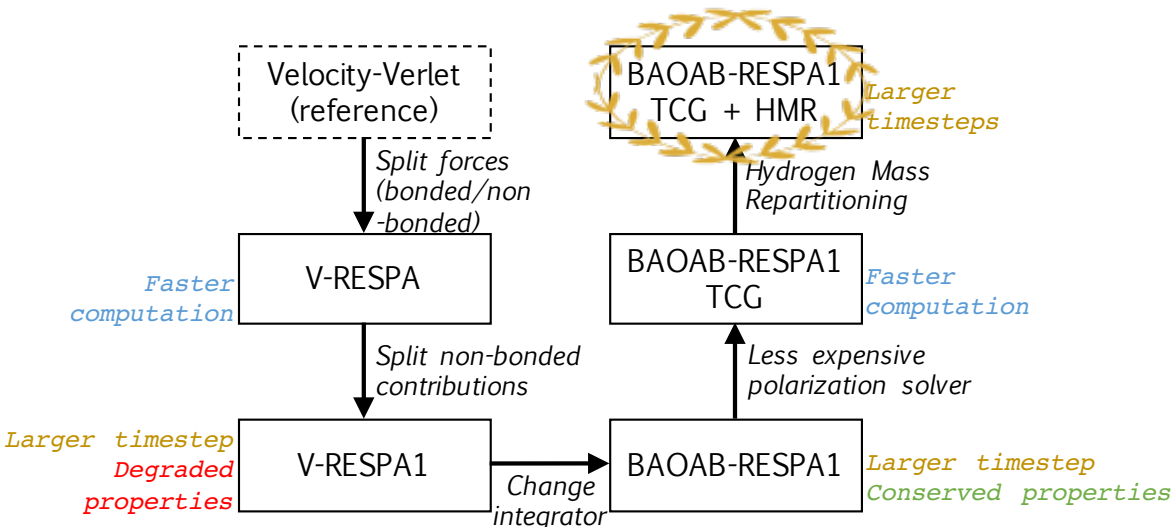 Velocity-Verlet
(reference)
Split forces
(bonded/non
-bonded)
V-RESPA
Faster
computation
Split non-bonded
contributions
V-RESPA1
Larger timestep
Degraded
properties
Change
integrator
BAOAB-RESPA1
Larger timestep
Conserved properties
Less expensive
polarization solver
BAOAB-RESPA1
TCG
Faster
computation
Hydrogen Mass
Repartitioning
BAOAB-RESPA1
TCG + HMR
Larger
timesteps